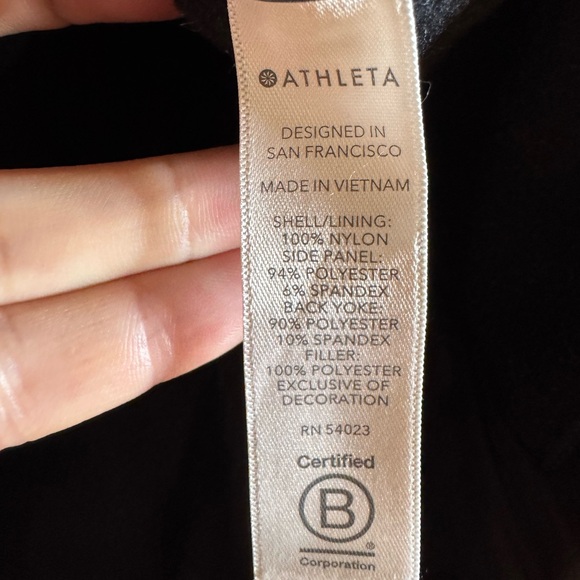 ATHLETA
DESIGNED IN
SAN FRANCISCO
MADE IN VIETNAM
SHELL/LINING:
100% NYLON
SIDE PANEL:
94% POLYESTER
6% SPANDEX
BACK YOKE:
90% POLYESTER
10% SPANDEX
FILLER:
100% POLYESTER
EXCLUSIVE OF
DECORATION
RN 54023
Certified
B
®
Corporation